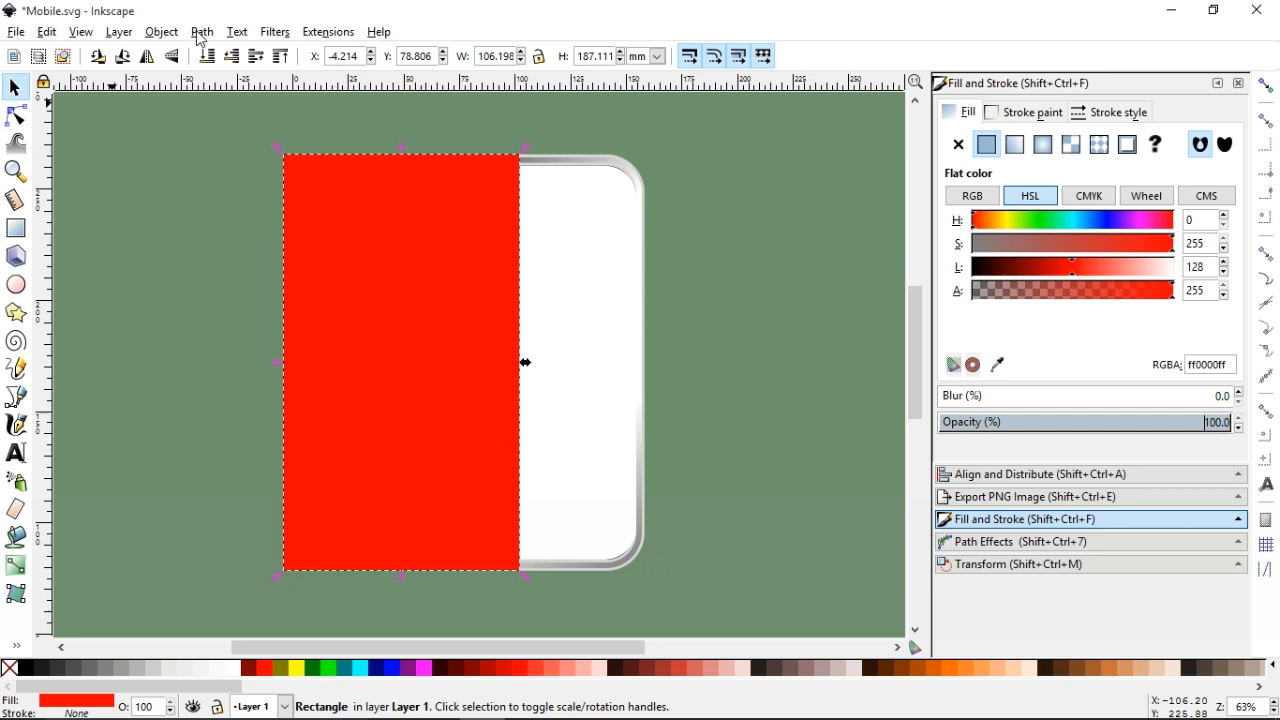 *Mobile.svg - Inkscape
File Edit View Layer Object Path Text Filters Extensions Help
X: -4.214 Y: 78.806 W: 106.198 H: 187.111 mm
Fill and Stroke (Shift+Ctrl+F)
Fill Stroke paint Stroke style
?
Flat color
RGB HSL CMYK Wheel CMS
H: 0
S: 255
L: 128
A: 255
RGBA: ff0000ff
Blur (%) 0.0
Opacity (%) 100.0
Align and Distribute (Shift+Ctrl+A)
Export PNG Image (Shift+Ctrl+E)
Fill and Stroke (Shift+Ctrl+F)
Path Effects (Shift+Ctrl+7)
Transform (Shift+Ctrl+M)
Fill:
Stroke: None
O: 100
-Layer 1
Rectangle in layer Layer 1. Click selection to toggle scale/rotation handles.
X: -106.20
Y: 225.88
Z: 63%